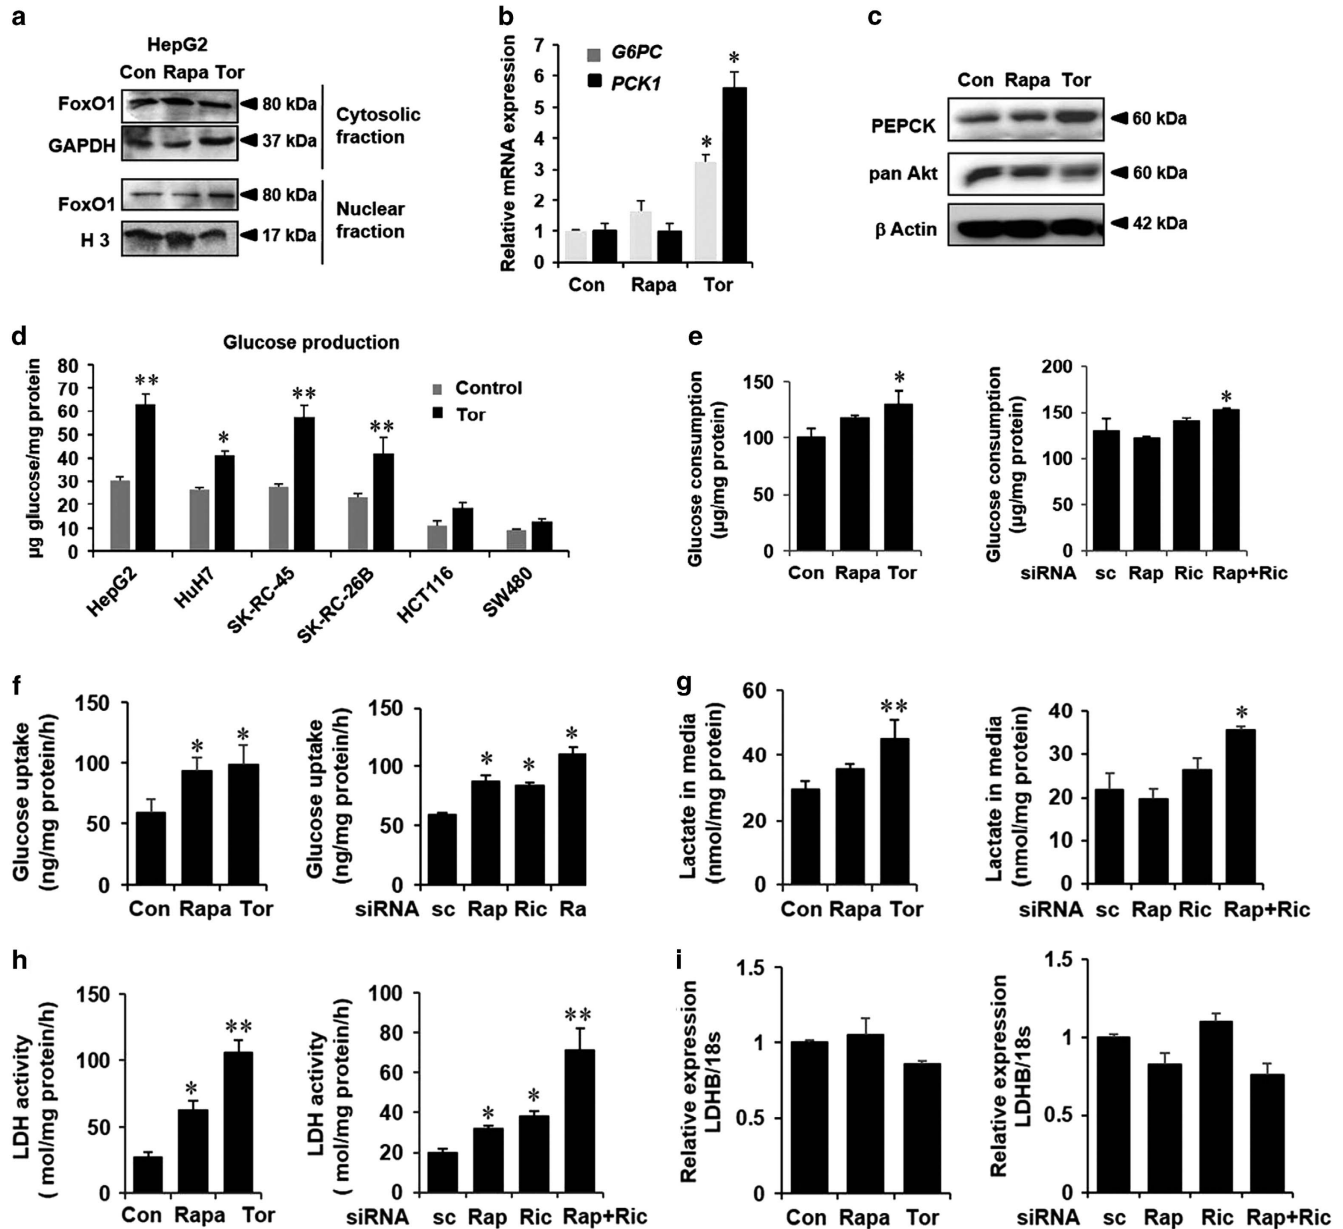 a
HepG2
Con Rapa Tor
FoxO1
80 kDa
GAPDH
37 kDa
Cytosolic
fraction
FoxO1
80 kDa
H 3
17 kDa
Nuclear
fraction
b
Relative mRNA expression
7
6
5
4
3
2
1
0
G6PC
PCK1
*
*
Con Rapa Tor
c
Con Rapa Tor
PEPCK
60 kDa
pan Akt
60 kDa
β Actin
42 kDa
d
Glucose production
µg glucose/mg protein
80
70
60
50
40
30
20
10
0
Control
Tor
**
*
**
**
HepG2
HuH7
SK-RC-45
SK-RC-26B
HCT116
SW480
e
Glucose consumption
(µg/mg protein)
150
100
50
0
*
Con Rapa Tor
Glucose consumption
(µg/mg protein)
200
150
100
50
0
*
siRNA sc Rap Ric Rap+Ric
f
Glucose uptake
(ng/mg protein/h)
150
100
50
0
*
*
Con Rapa Tor
Glucose uptake
(ng/mg protein/h)
150
100
50
0
*
*
*
siRNA sc Rap Ric Ra
g
Lactate in media
(nmol/mg protein)
60
40
20
0
**
Con Rapa Tor
Lactate in media
(nmol/mg protein)
40
30
20
10
0
*
siRNA sc Rap Ric Rap+Ric
h
LDH activity
( mol/mg protein/h)
150
100
50
0
*
**
Con Rapa Tor
LDH activity
( mol/mg protein/h)
100
80
60
40
20
0
*
*
**
siRNA sc Rap Ric Rap+Ric
i
Relative expression
LDHB/18s
1.5
1
0.5
0
Con Rapa Tor
Relative expression
LDHB/18s
1.5
1
0.5
0
siRNA sc Rap Ric Rap+Ric